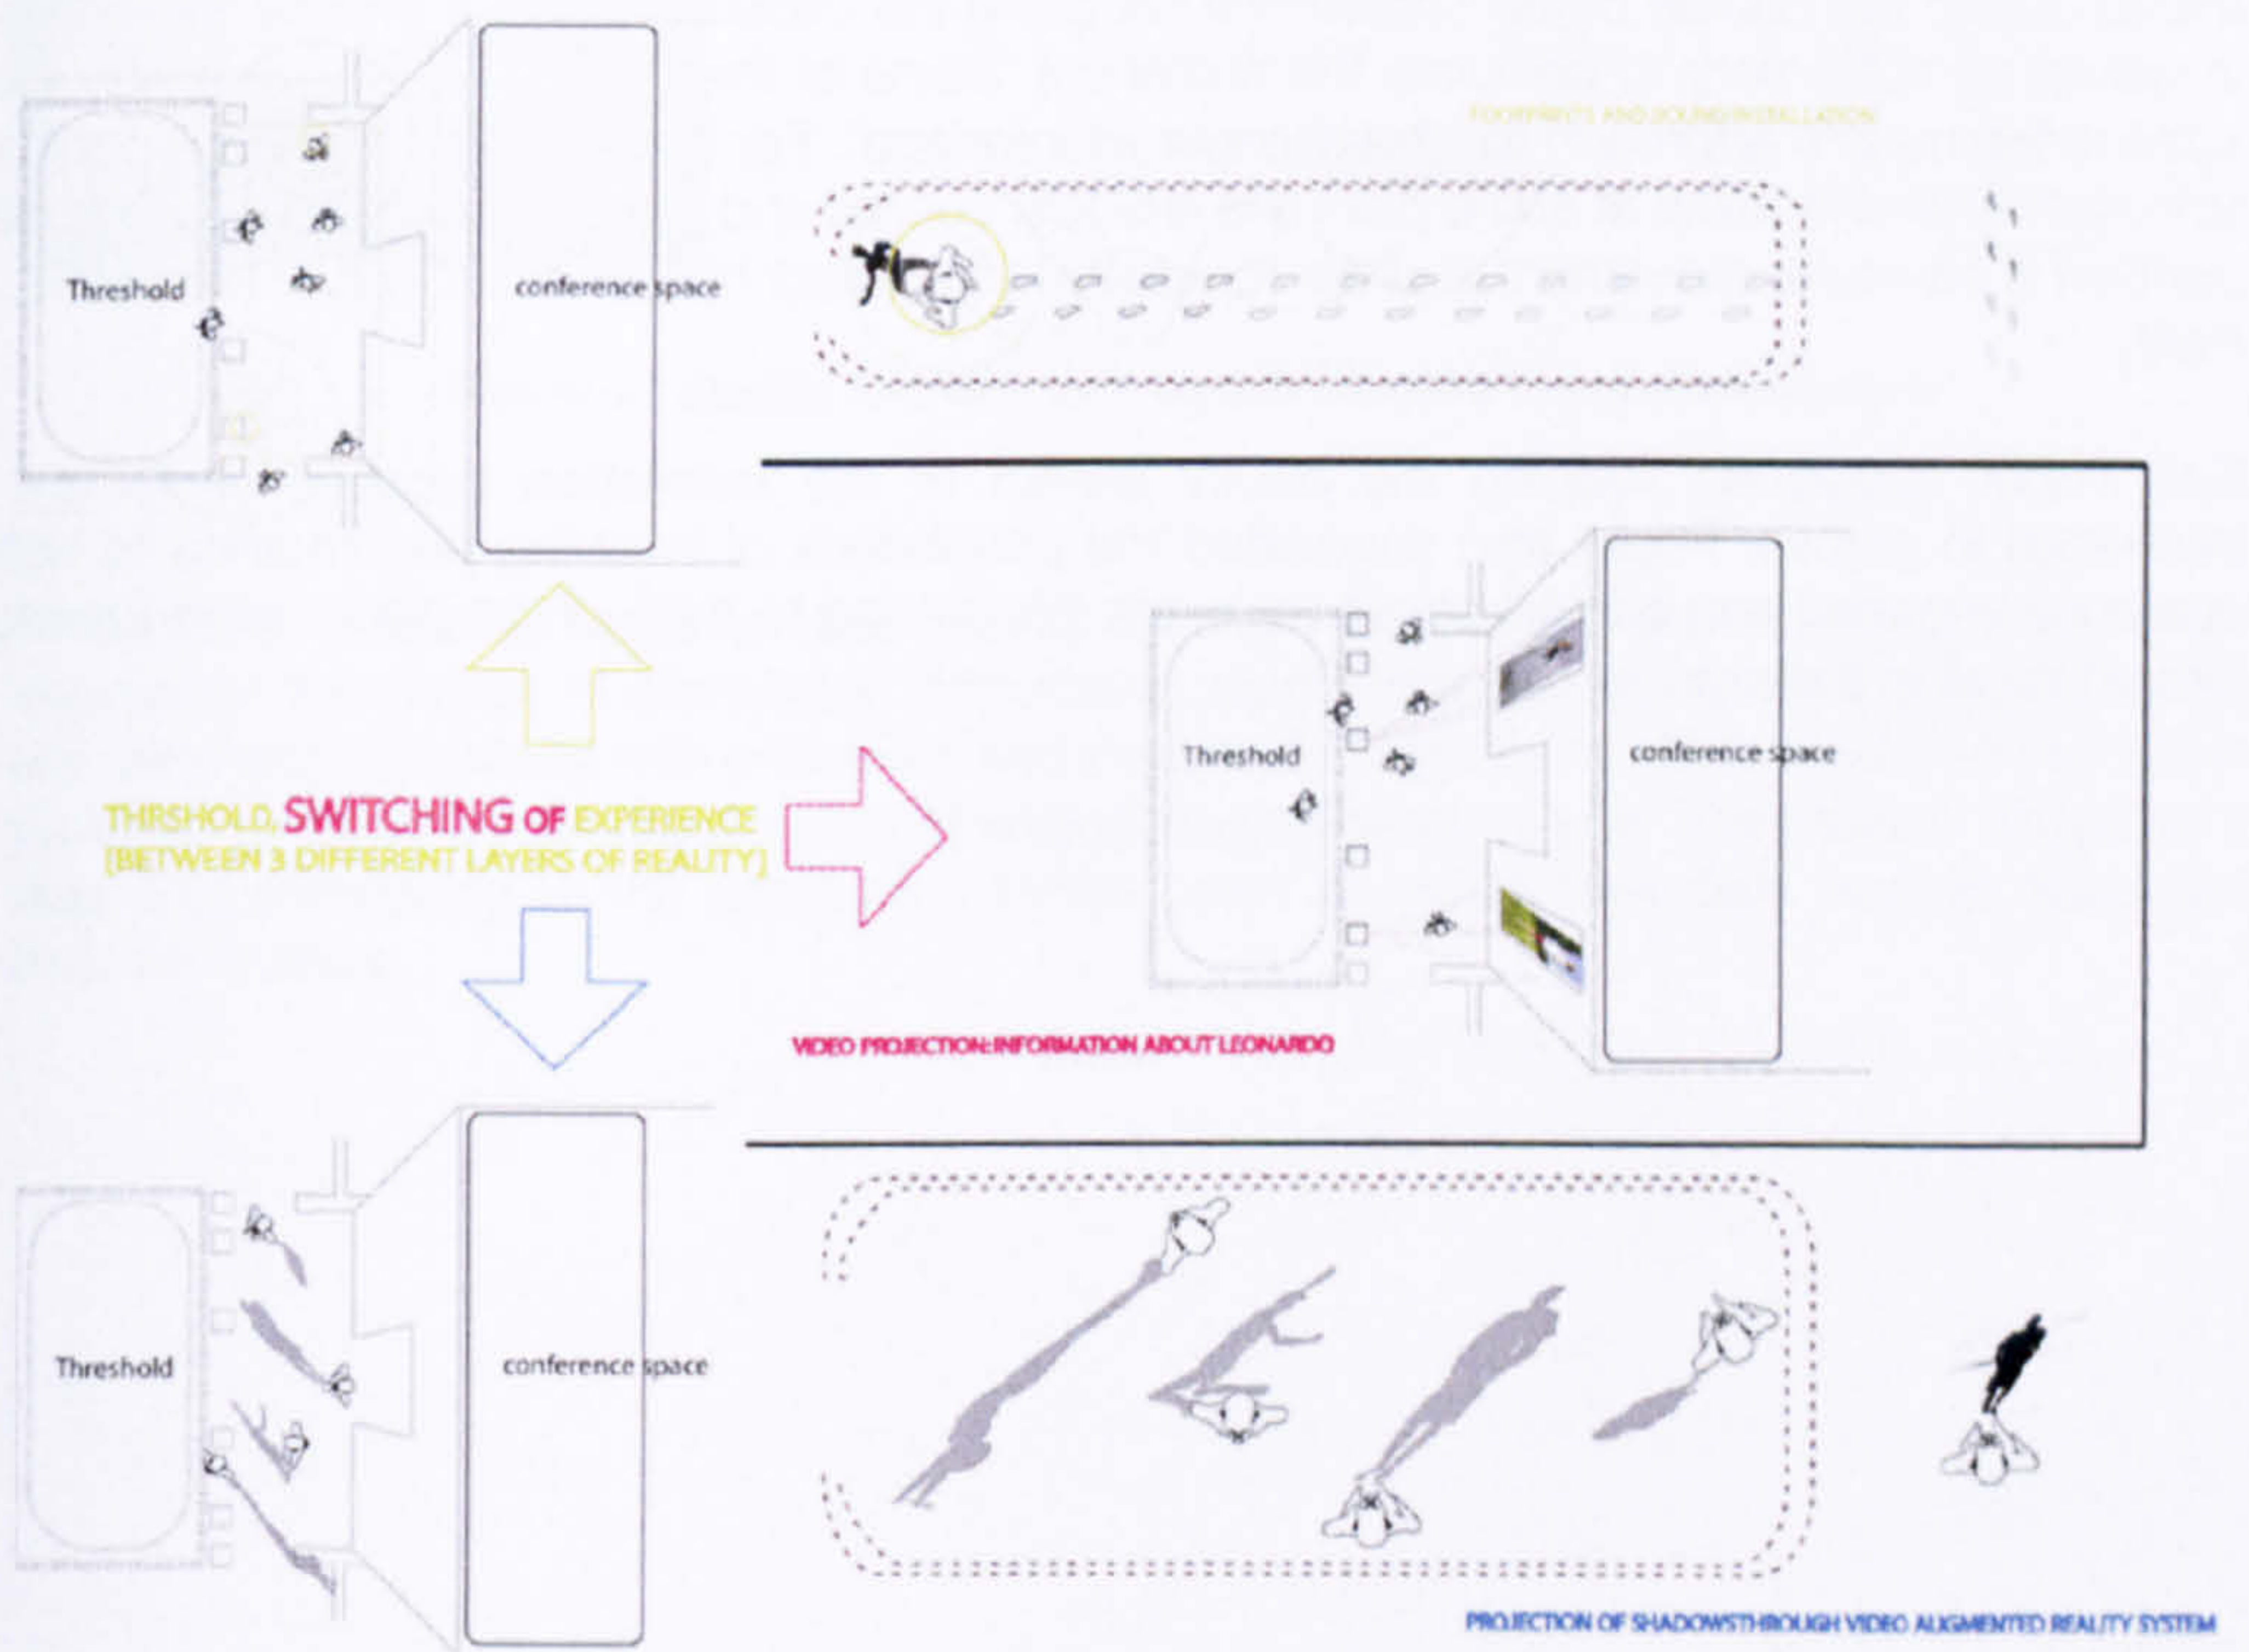 FOOTPRINTS AND SOUND INSTALLATION
Threshold
conference space
Threshold
conference space
THRSHOLD, SWITCHING OF EXPERIENCE
[BETWEEN 3 DIFFERENT LAYERS OF REALITY]
VIDEO PROJECTION:INFORMATION ABOUT LEONARDO
Threshold
conference space
PROJECTION OF SHADOWSTHROUGH VIDEO AUGMENTED REALITY SYSTEM